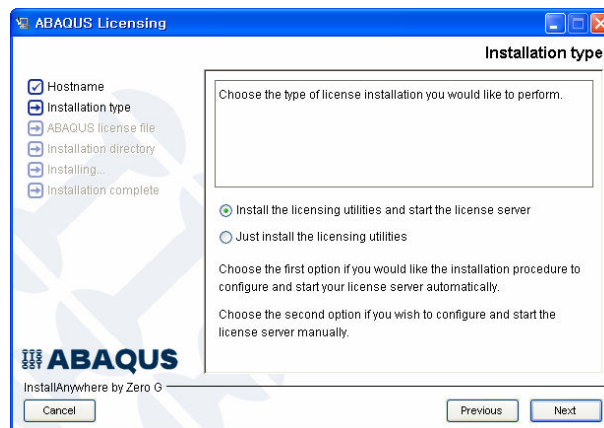 ABAQUS Licensing
Installation type
Hostname
Installation type
ABAQUS license file
Installation directory
Installing...
Installation complete
Choose the type of license installation you would like to perform.
Install the licensing utilities and start the license server
Just install the licensing utilities
Choose the first option if you would like the installation procedure to
configure and start your license server automatically.
Choose the second option if you wish to configure and start the
license server manually.
ABAQUS
InstallAnywhere by Zero G
Cancel
Previous
Next